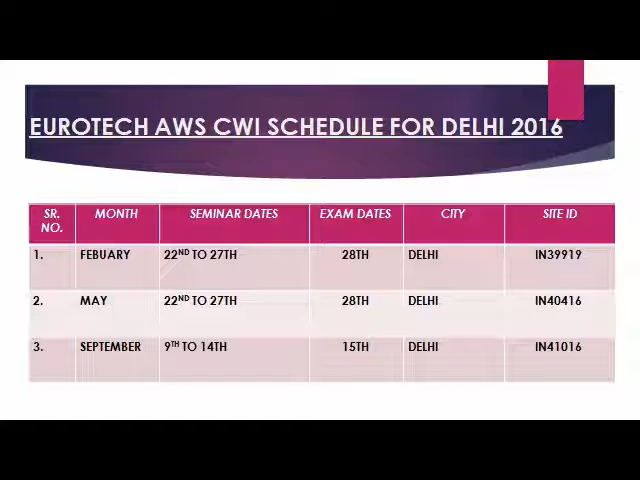 EUROTECH AWS CWI SCHEDULE FOR DELHI 2016
SR. NO. MONTH SEMINAR DATES EXAM DATES CITY SITE ID
1. FEBUARY 22ND TO 27TH 28TH DELHI IN39919
2. MAY 22ND TO 27TH 28TH DELHI IN40416
3. SEPTEMBER 9TH TO 14TH 15TH DELHI IN41016